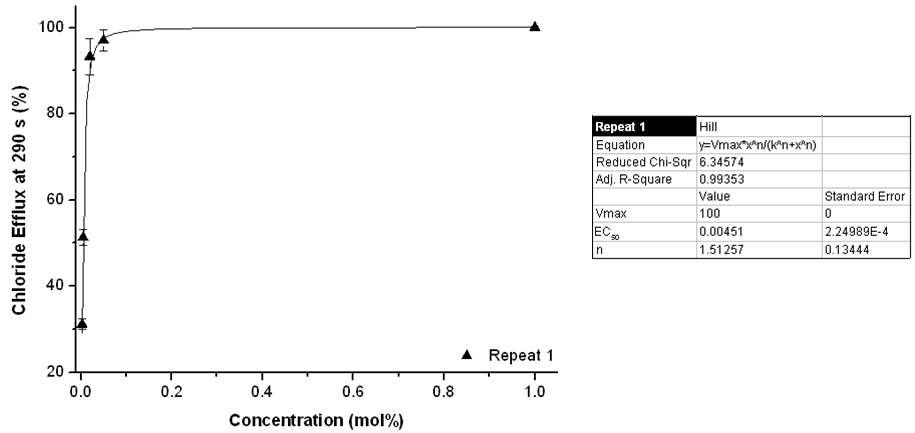 Chloride Efflux at 290 s (%)
100
80
60
40
20
0.0 0.2 0.4 0.6 0.8 1.0
Concentration (mol%)
Repeat 1
Repeat 1 Hill
Equation y=Vmax*x^n/(k^n+x^n)
Reduced Chi-Sqr 6.34574
Adj. R-Square 0.99353
Value Standard Error
Vmax 100 0
EC₅₀ 0.00451 2.24989E-4
n 1.51257 0.13444